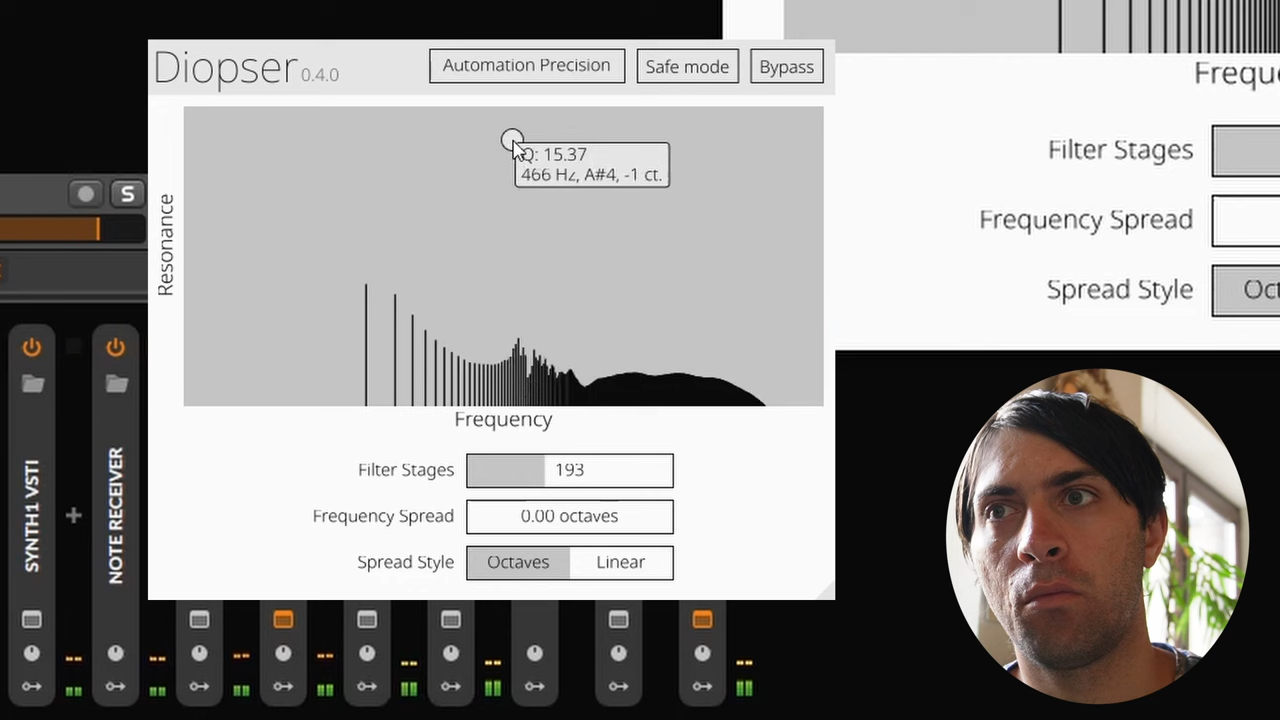 Diopser 0.4.0
Automation Precision
Safe mode
Bypass
Q: 15.37
466 Hz, A#4, -1 ct.
Resonance
Frequency
Filter Stages 193
Frequency Spread 0.00 octaves
Spread Style Octaves Linear
Frequ
Filter Stages
Frequency Spread
Spread Style Oct
S
SYNTH1 VSTI
NOTE RECEIVER